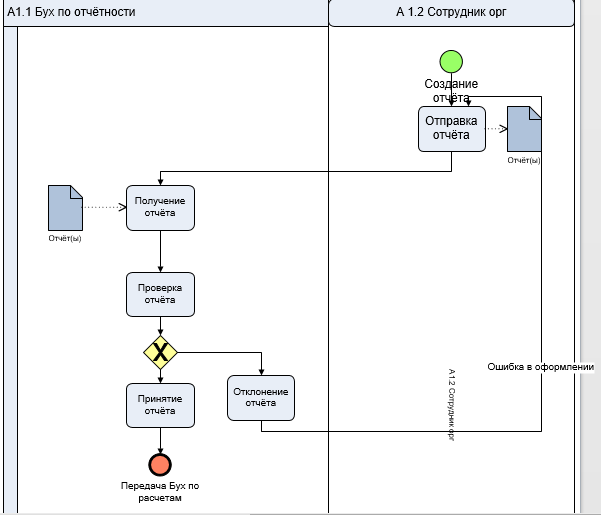 А1.1 Бух по отчётности
А 1.2 Сотрудник орг
Создание
отчёта
Отправка
отчёта
Отчёт(ы)
Получение
отчёта
Отчёт(ы)
Проверка
отчёта
X
Ошибка в оформлении
А 1.2 Сотрудник орг
Принятие
отчёта
Отклонение
отчёта
Передача Бух по
расчетам